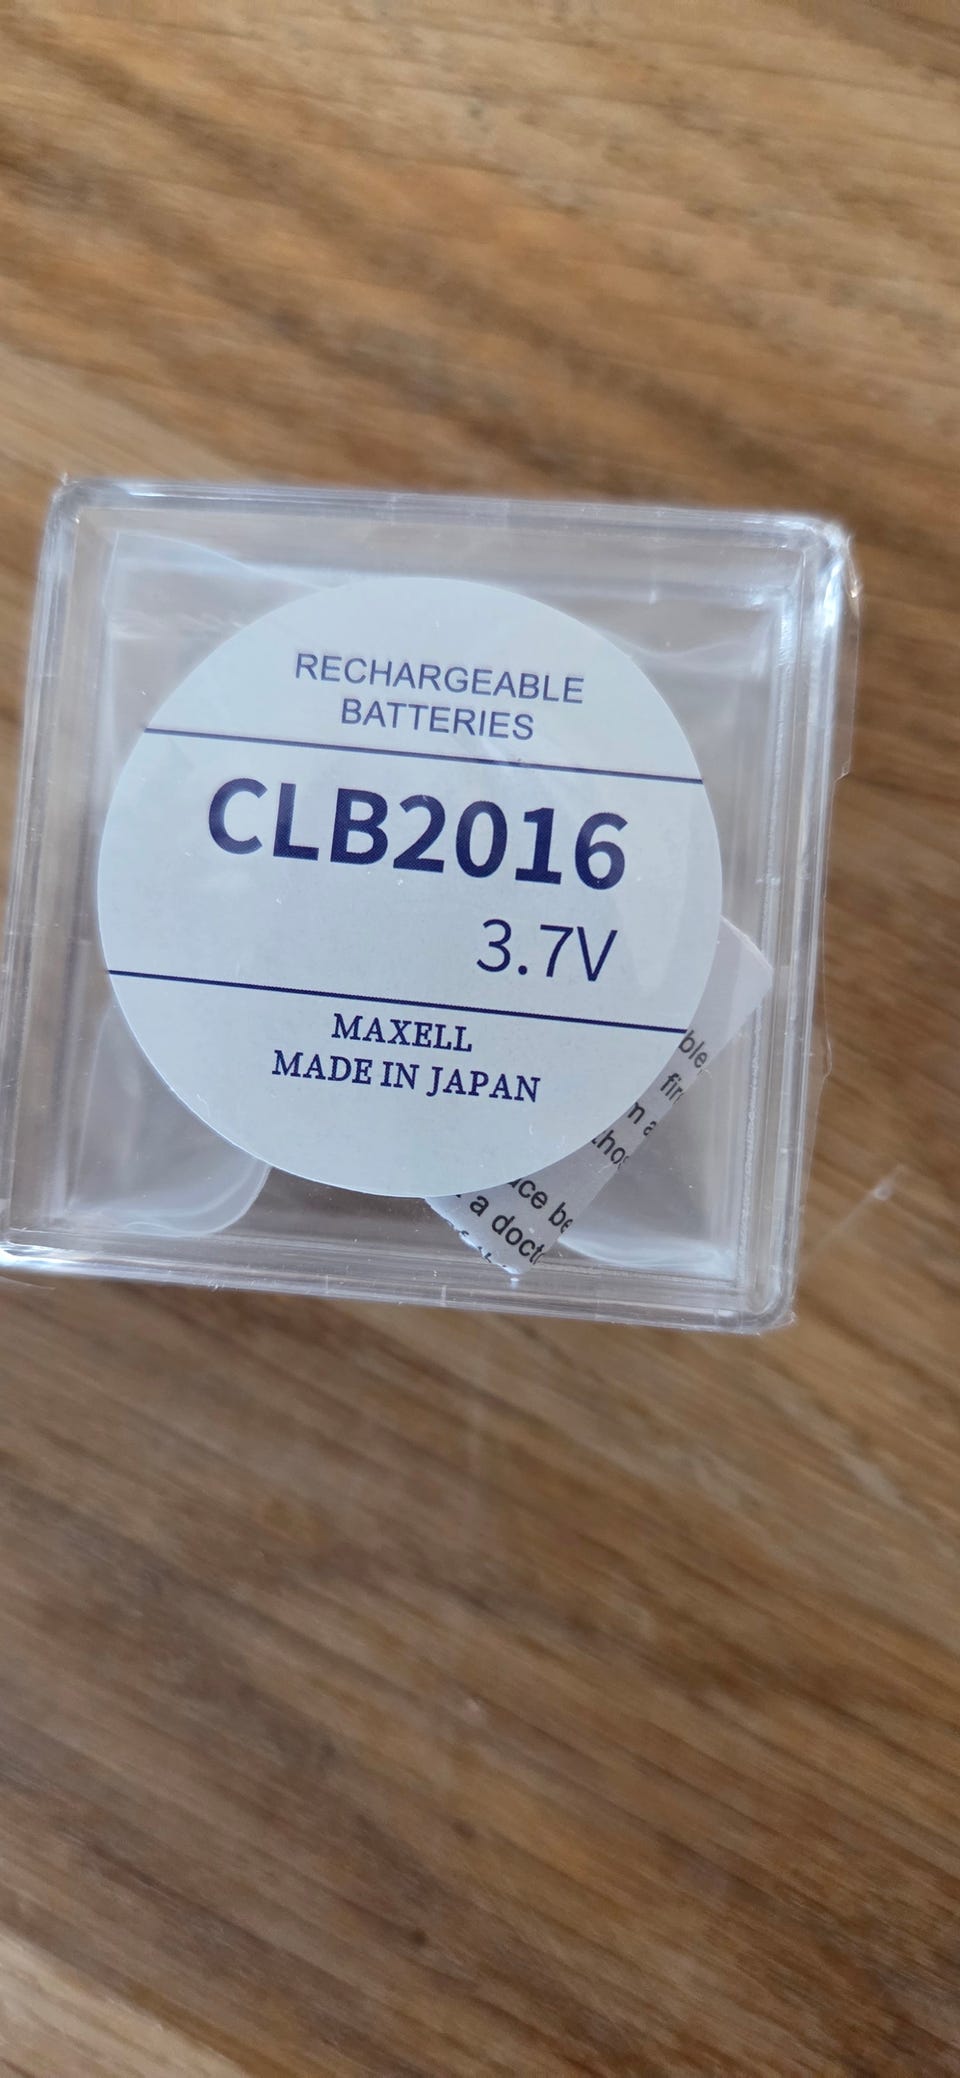 RECHARGEABLE
BATTERIES
CLB2016
3.7V
MAXELL
MADE IN JAPAN
a